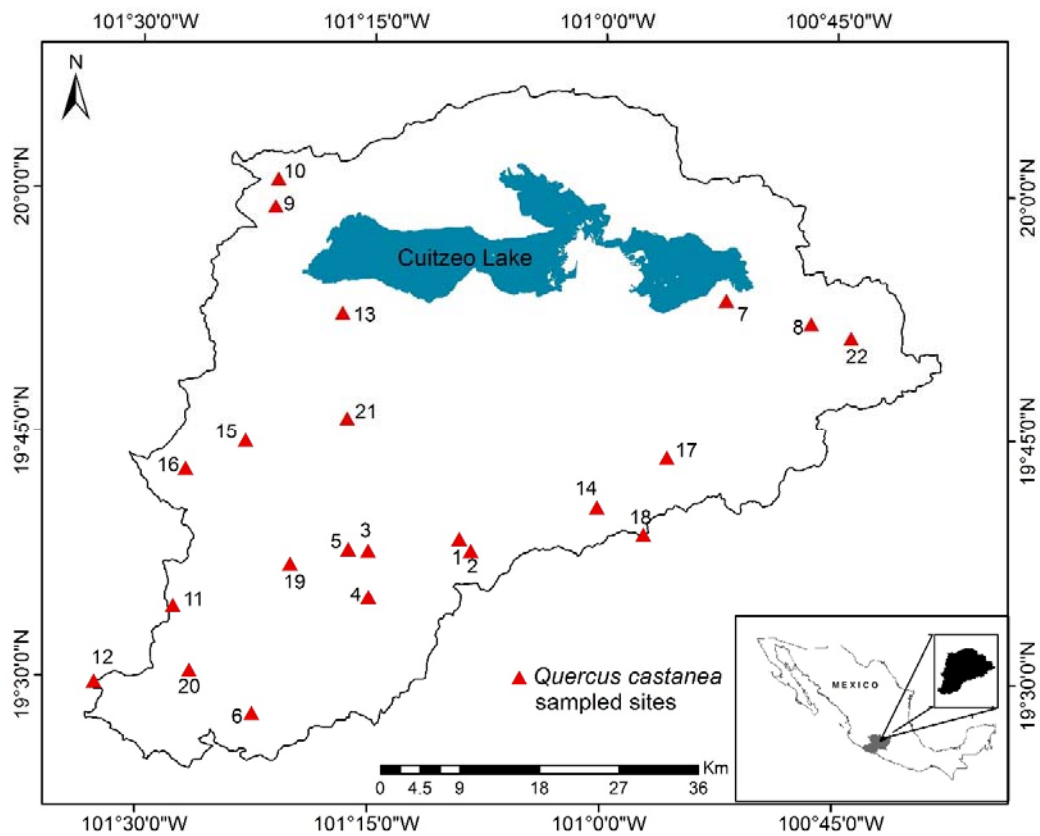 101°30'0"W 101°15'0"W 101°0'0"W 100°45'0"W
N
20°0'0"N
20°0'0"N
10
9
Cuitzeo Lake
13
7
8
22
21
15
19°45'0"N
19°45'0"N
16
17
14
18
5
3
1
2
19
4
11
12
20
6
19°30'0"N
19°30'0"N
Quercus castanea
sampled sites
MEXICO
Km
0 4.5 9 18 27 36
101°30'0"W 101°15'0"W 101°0'0"W 100°45'0"W